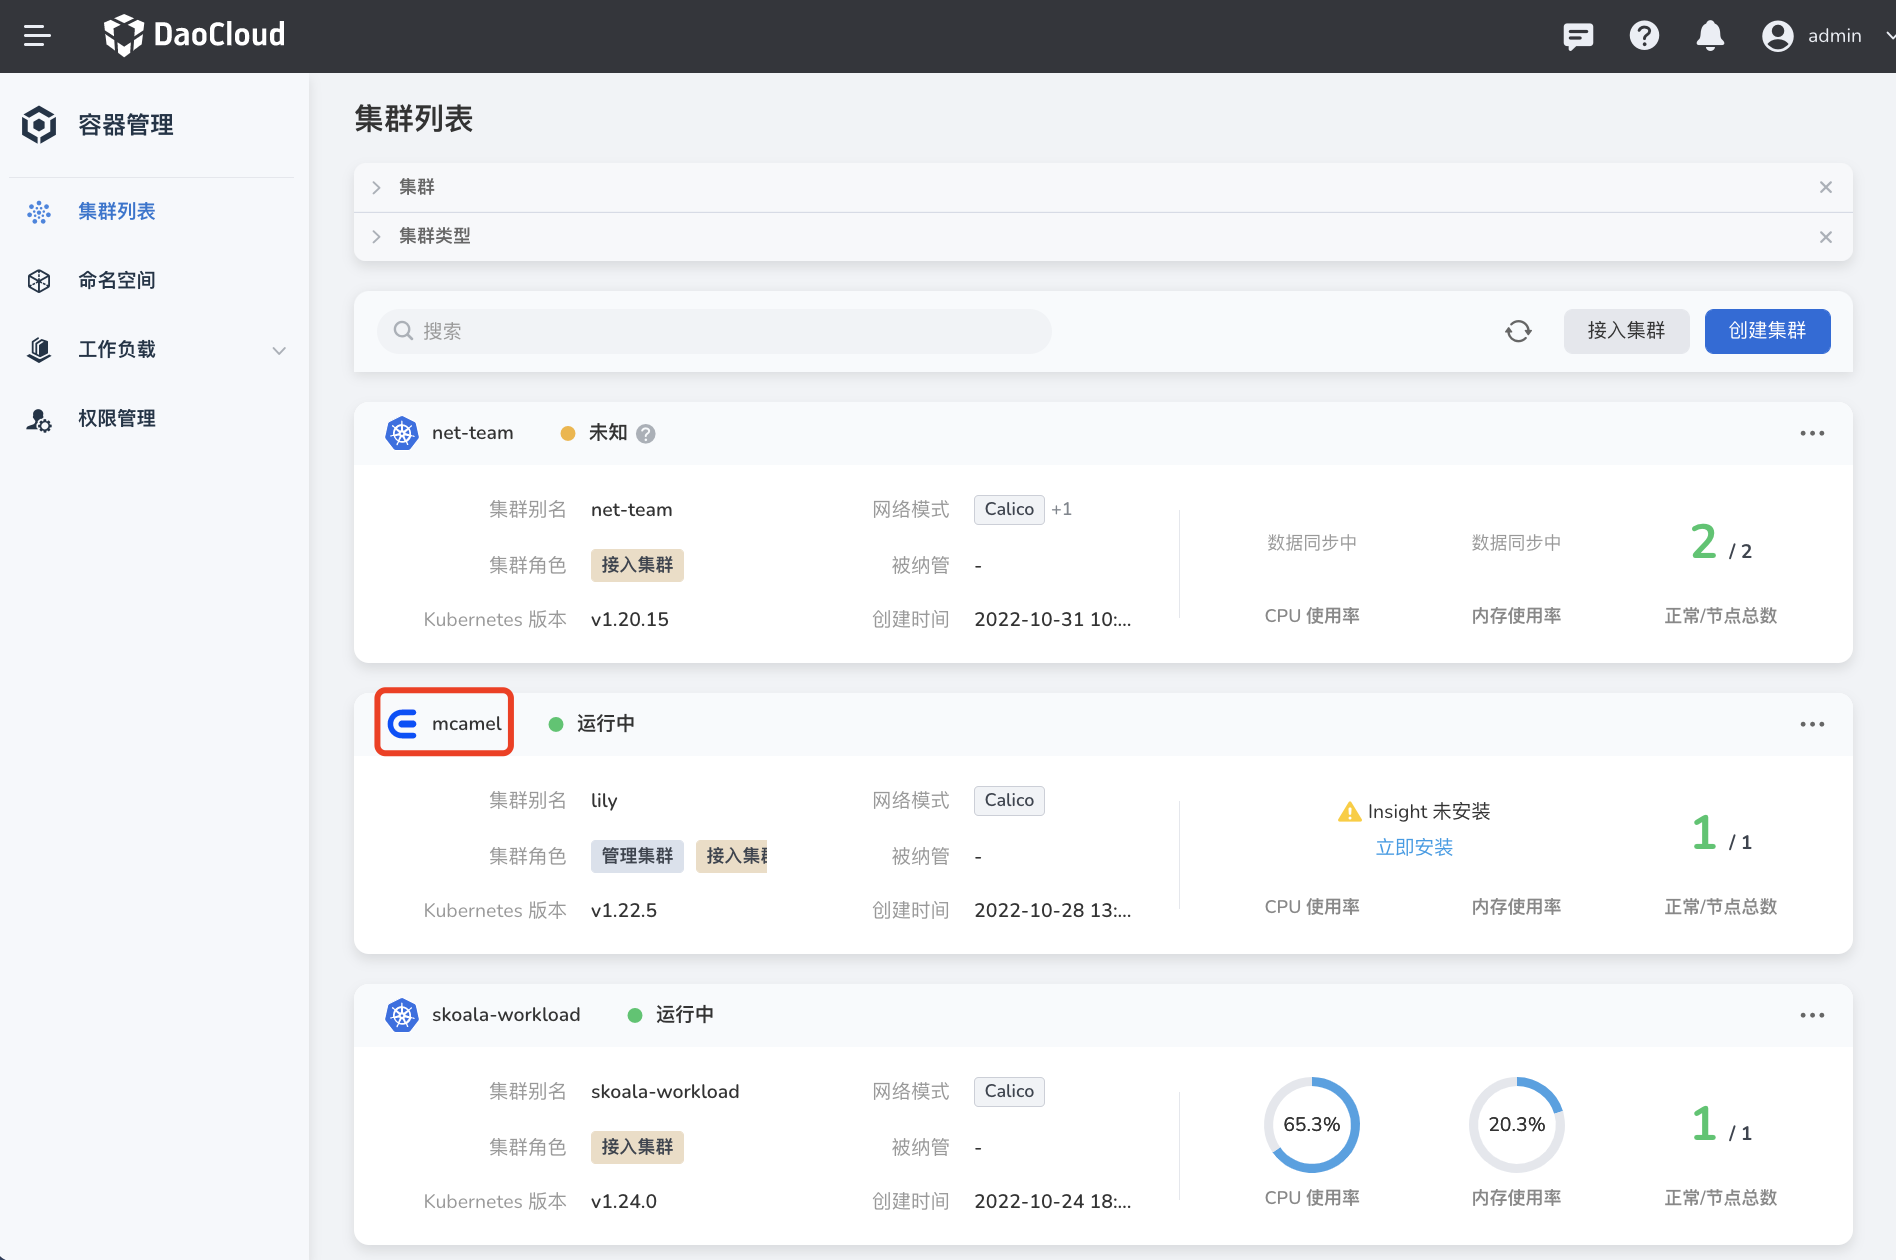 DaoCloud
admin
容器管理
集群列表
命名空间
工作负载
权限管理
集群列表
集群
集群类型
搜索
接入集群
创建集群
net-team
未知
集群别名
net-team
网络模式
Calico
+1
数据同步中
数据同步中
2 / 2
集群角色
接入集群
被纳管
-
Kubernetes 版本
v1.20.15
创建时间
2022-10-31 10:...
CPU 使用率
内存使用率
正常/节点总数
mcamel
运行中
集群别名
lily
网络模式
Calico
Insight 未安装
立即安装
1 / 1
集群角色
管理集群
接入集群
被纳管
-
Kubernetes 版本
v1.22.5
创建时间
2022-10-28 13:...
CPU 使用率
内存使用率
正常/节点总数
skoala-workload
运行中
集群别名
skoala-workload
网络模式
Calico
65.3%
20.3%
1 / 1
集群角色
接入集群
被纳管
-
Kubernetes 版本
v1.24.0
创建时间
2022-10-24 18:...
CPU 使用率
内存使用率
正常/节点总数